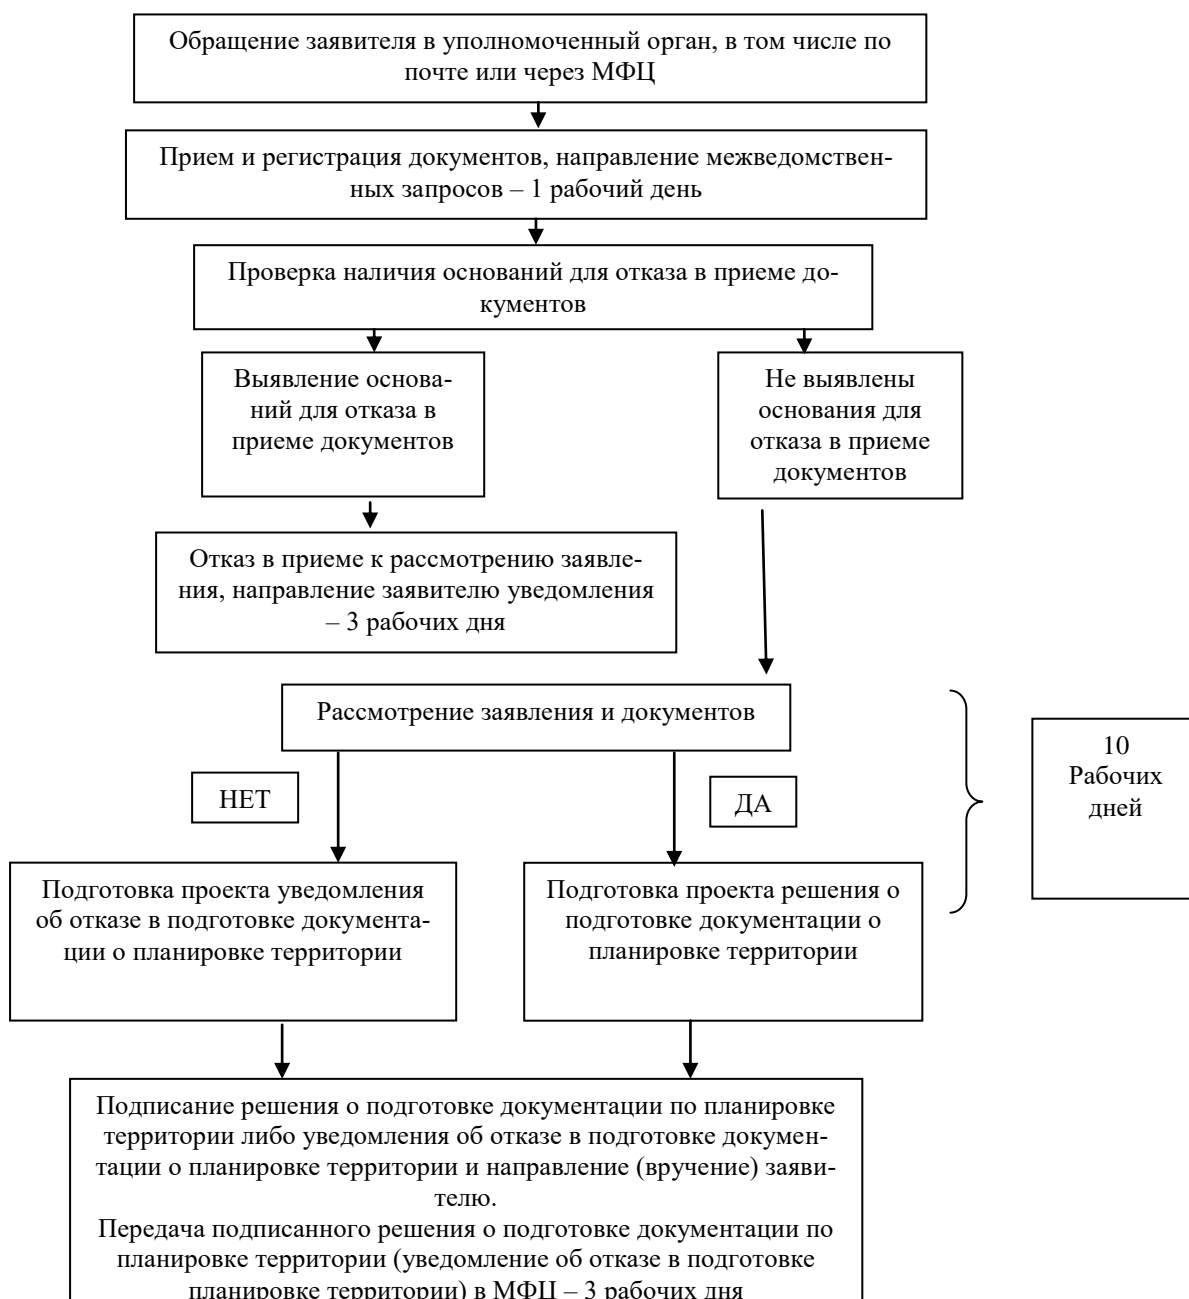 Обращение заявителя в уполномоченный орган, в том числе по
почте или через МФЦ
Прием и регистрация документов, направление межведомствен-
ных запросов – 1 рабочий день
Проверка наличия оснований для отказа в приеме до-
кументов
Выявление основа-
ний для отказа в
приеме документов
Не выявлены
основания для
отказа в приеме
документов
Отказ в приеме к рассмотрению заявле-
ния, направление заявителю уведомления
– 3 рабочих дня
Рассмотрение заявления и документов
10
Рабочих
дней
НЕТ
ДА
Подготовка проекта уведомления
об отказе в подготовке документа-
ции о планировке территории
Подготовка проекта решения о
подготовке документации о
планировке территории
Подписание решения о подготовке документации по планировке
территории либо уведомления об отказе в подготовке докумен-
тации о планировке территории и направление (вручение) заяви-
телю.
Передача подписанного решения о подготовке документации по
планировке территории (уведомление об отказе в подготовке
планировке территории) в МФЦ – 3 рабочих дня